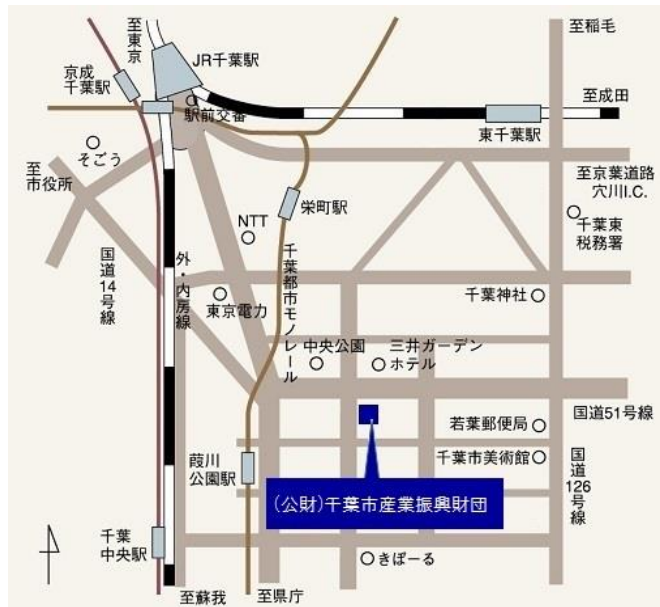 至東京
至稲毛
JR千葉駅
京成
千葉駅
至成田
駅前交番
東千葉駅
そごう
至
市役所
至京葉道路
穴川I.C.
栄町駅
千葉東
税務署
NTT
国道14号線
外・内房線
千葉都市モノレール
千葉神社
東京電力
中央公園
三井ガーデン
ホテル
国道51号線
若葉郵便局
葭川
公園駅
千葉市美術館
国道126号線
(公財)千葉市産業振興財団
千葉
中央駅
きぼーる
至蘇我
至県庁